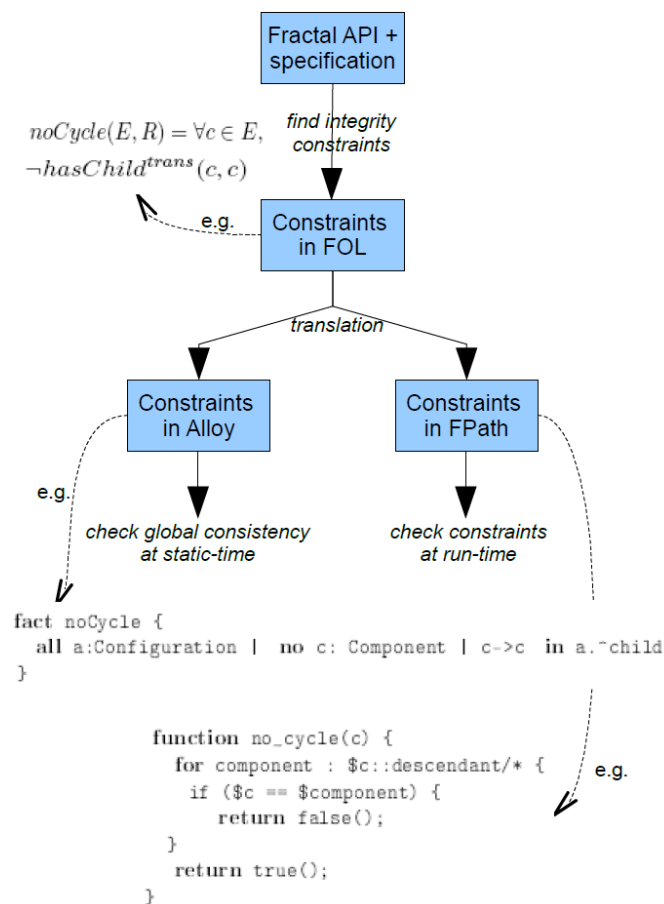 Fractal API +
specification
find integrity
constraints
noCycle(E, R) = ∀c ∈ E,
¬hasChild^trans(c, c)
e.g.
Constraints
in FOL
translation
Constraints
in Alloy
Constraints
in FPath
e.g.
check global consistency
at static-time
check constraints
at run-time
fact noCycle {
all a:Configuration | no c: Component | c->c in a.^child
}
function no_cycle(c) {
for component : $c::descendant/* {
if ($c == $component) {
return false();
}
return true();
}
e.g.